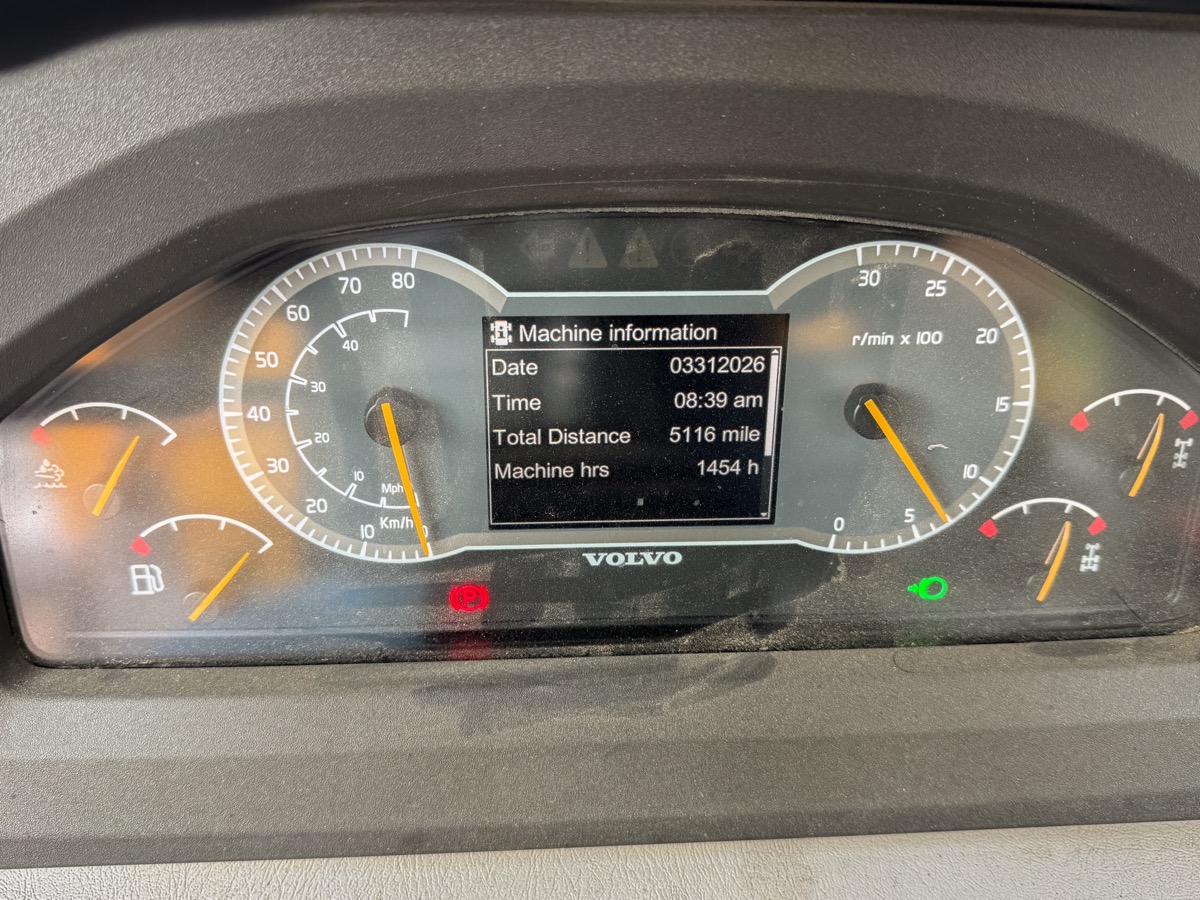 Machine information
Date 03312026
Time 08:39 am
Total Distance 5116 mile
Machine hrs 1454 h
80
70
60
50
40
30
20
10
0
Km/h
40
30
20
10
Mph
30
25
20
15
10
5
0
r/min x 100
VOLVO
P